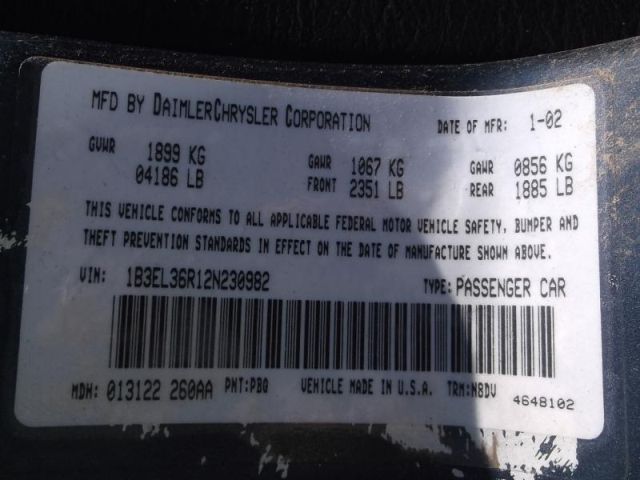 MFD BY DAIMLERCHRYSLER CORPORATION DATE OF MFR: 1-02
GVWR 1899 KG GAWR 1067 KG GAWR 0856 KG
04186 LB FRONT 2351 LB REAR 1885 LB
THIS VEHICLE CONFORMS TO ALL APPLICABLE FEDERAL MOTOR VEHICLE SAFETY, BUMPER AND
THEFT PREVENTION STANDARDS IN EFFECT ON THE DATE OF MANUFACTURE SHOWN ABOVE.
VIN: 1B3EL36R12N230982 TYPE: PASSENGER CAR
MDH: 013122 260AA PNT:PBQ VEHICLE MADE IN U.S.A. TRM:N8DV
4648102